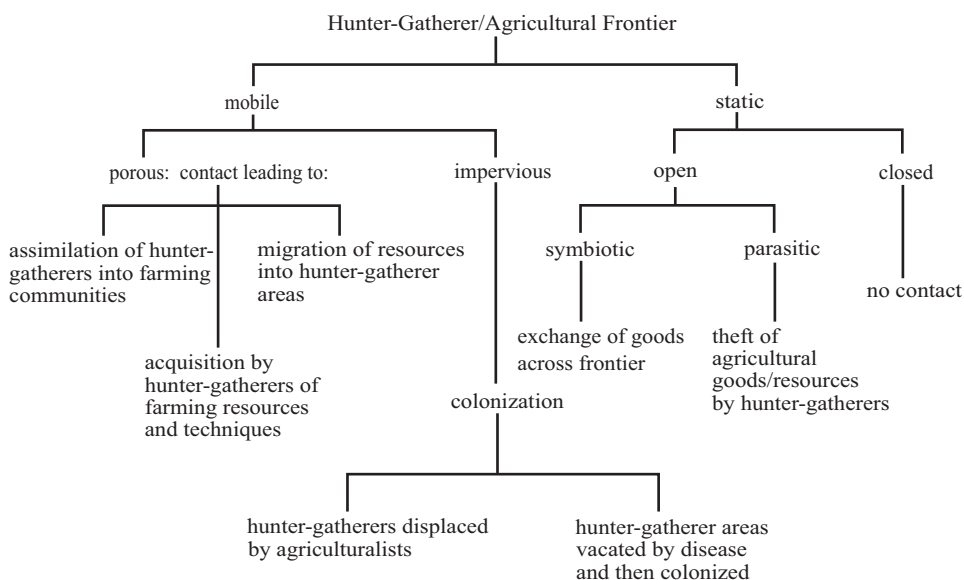 Hunter-Gatherer/Agricultural Frontier
mobile
static
porous: contact leading to:
impervious
open
closed
assimilation of hunter-
gatherers into farming
communities
migration of resources
into hunter-gatherer
areas
symbiotic
parasitic
no contact
acquisition by
hunter-gatherers of
farming resources
and techniques
exchange of goods
across frontier
theft of
agricultural
goods/resources
by hunter-gatherers
colonization
hunter-gatherers displaced
by agriculturalists
hunter-gatherer areas
vacated by disease
and then colonized